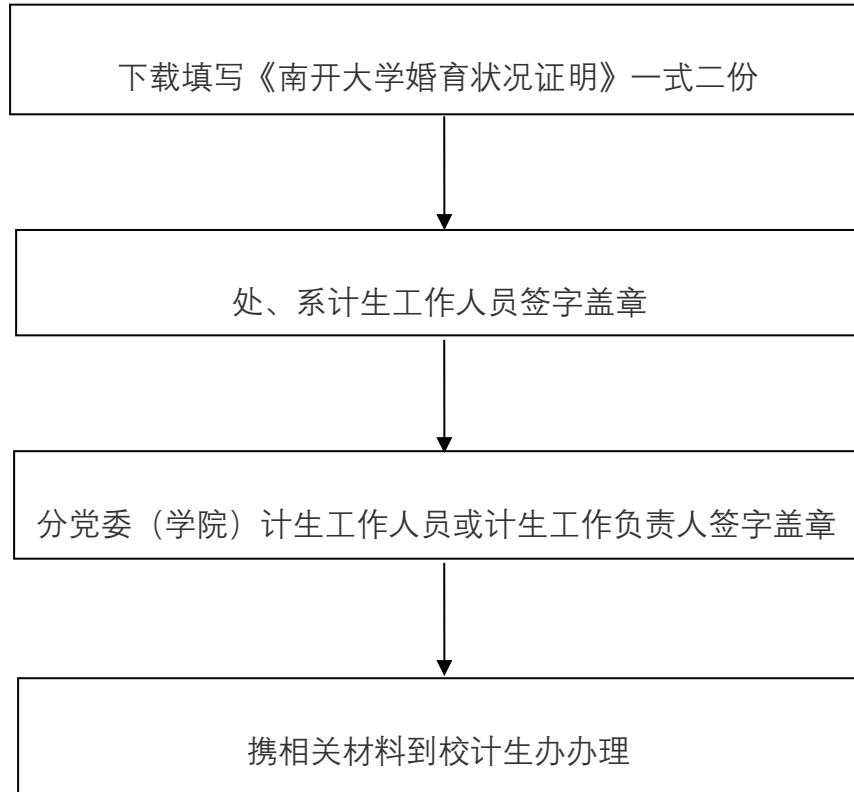 下载填写《南开大学婚育状况证明》一式二份
处、系计生工作人员签字盖章
分党委（学院）计生工作人员或计生工作负责人签字盖章
携相关材料到校计生办办理